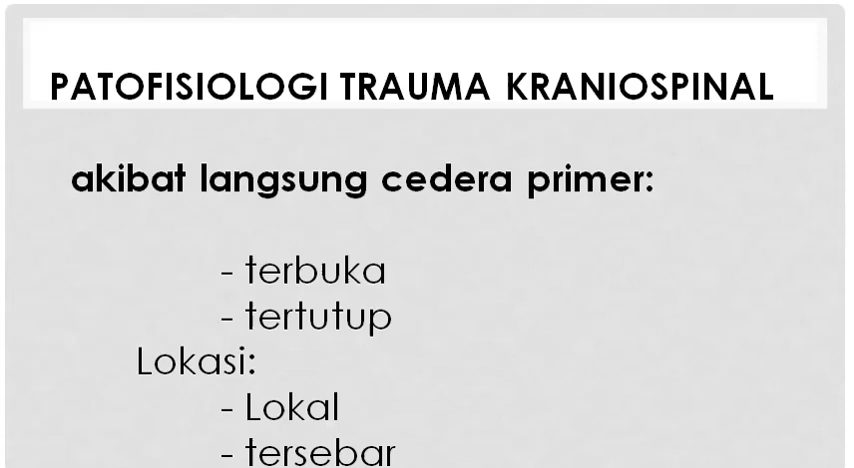 PATOFISIOLOGI TRAUMA KRANIOSPINAL
akibat langsung cedera primer:
- terbuka
- tertutup
Lokasi:
- Lokal
- tersebar